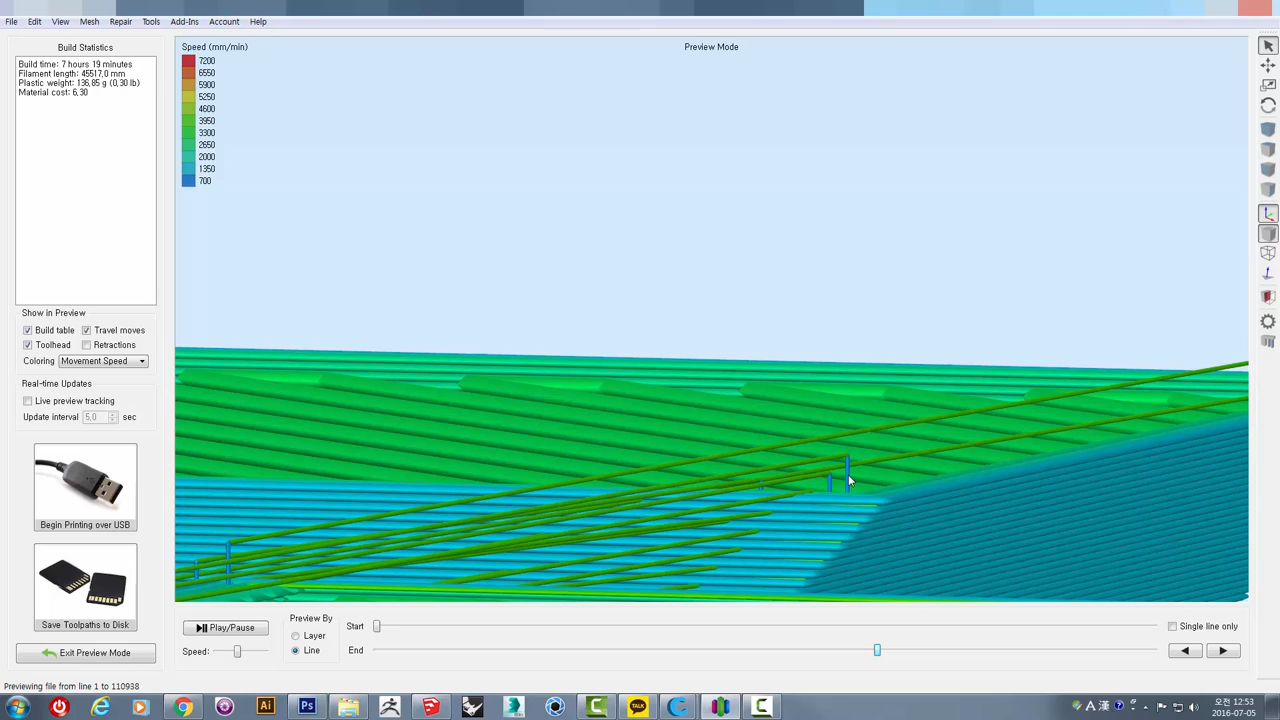 File Edit View Mesh Repair Tools Add-Ins Account Help
Build Statistics
Build time: 7 hours 19 minutes
Filament length: 45517,0 mm
Plastic weight: 136,85 g (0,30 lb)
Material cost: 6,30
Speed (mm/min)
7200
6550
5900
5250
4600
3950
3300
2650
2000
1350
700
Preview Mode
Show in Preview
Build table Travel moves
Toolhead Retractions
Coloring Movement Speed
Real-time Updates
Live preview tracking
Update interval 5,0 sec
Begin Printing over USB
Save Toolpaths to Disk
Exit Preview Mode
Play/Pause
Speed:
Preview By
Layer
Line
Start
End
Single line only
Previewing file from line 1 to 110938
Ai
Ps
TALK
A 漢
오전 12:53
2016-07-05